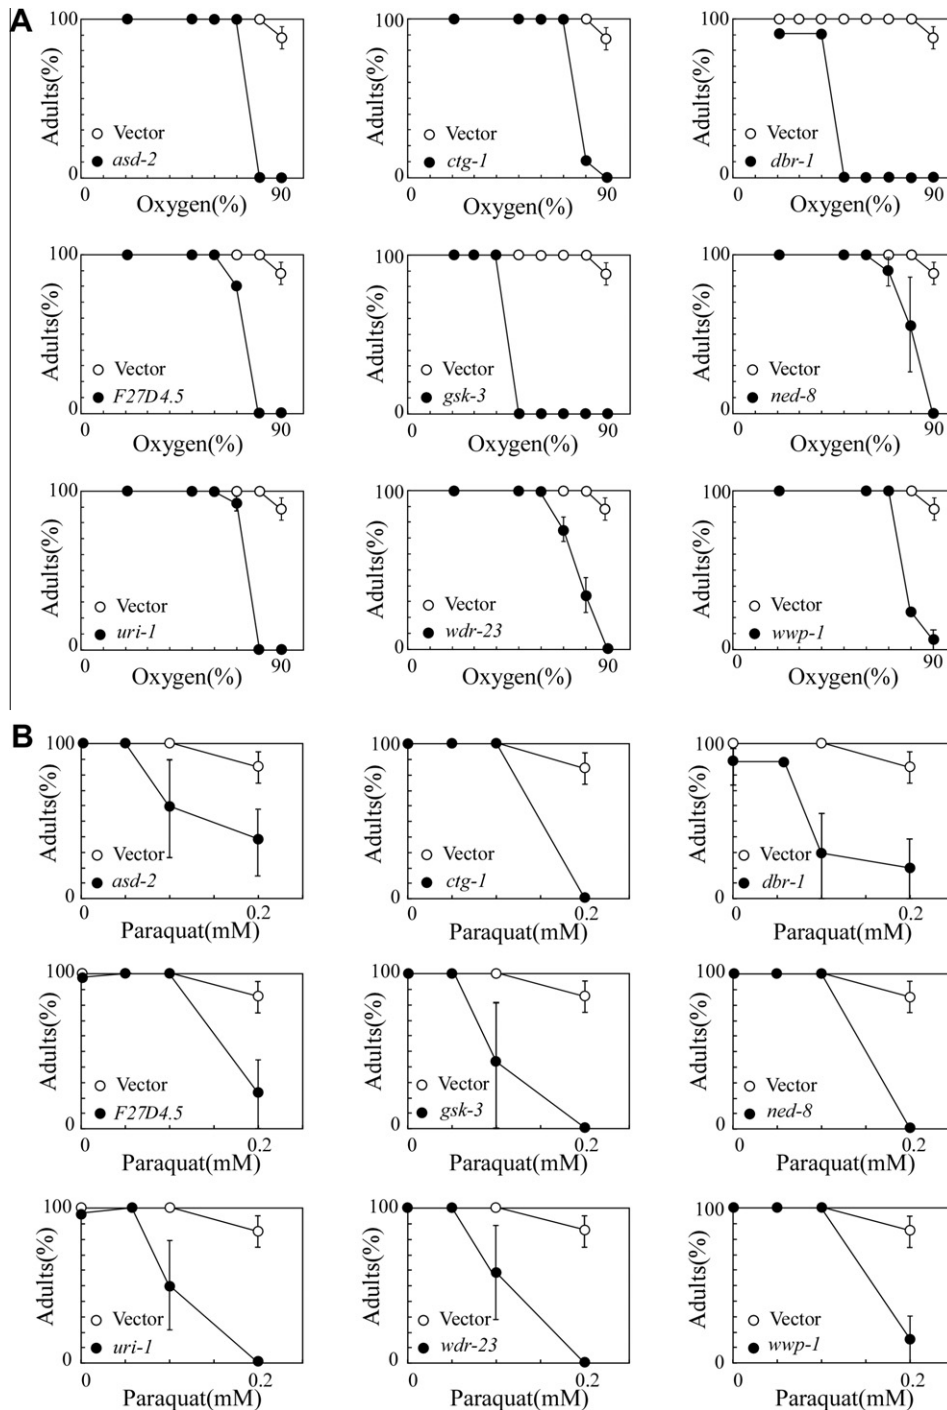 A
100
Adults(%)
Vector
asd-2
0
0 90
Oxygen(%)
100
Adults(%)
Vector
ctg-1
0
0 90
Oxygen(%)
100
Adults(%)
Vector
dbr-1
0
0 90
Oxygen(%)
100
Adults(%)
Vector
F27D4.5
0
0 90
Oxygen(%)
100
Adults(%)
Vector
gsk-3
0
0 90
Oxygen(%)
100
Adults(%)
Vector
ned-8
0
0 90
Oxygen(%)
100
Adults(%)
Vector
uri-1
0
0 90
Oxygen(%)
100
Adults(%)
Vector
wdr-23
0
0 90
Oxygen(%)
100
Adults(%)
Vector
wwp-1
0
0 90
Oxygen(%)
B
100
Adults(%)
Vector
asd-2
0
0 0.2
Paraquat(mM)
100
Adults(%)
Vector
ctg-1
0
0 0.2
Paraquat(mM)
100
Adults(%)
Vector
dbr-1
0
0 0.2
Paraquat(mM)
100
Adults(%)
Vector
F27D4.5
0
0 0.2
Paraquat(mM)
100
Adults(%)
Vector
gsk-3
0
0 0.2
Paraquat(mM)
100
Adults(%)
Vector
ned-8
0
0 0.2
Paraquat(mM)
100
Adults(%)
Vector
uri-1
0
0 0.2
Paraquat(mM)
100
Adults(%)
Vector
wdr-23
0
0 0.2
Paraquat(mM)
100
Adults(%)
Vector
wwp-1
0
0 0.2
Paraquat(mM)